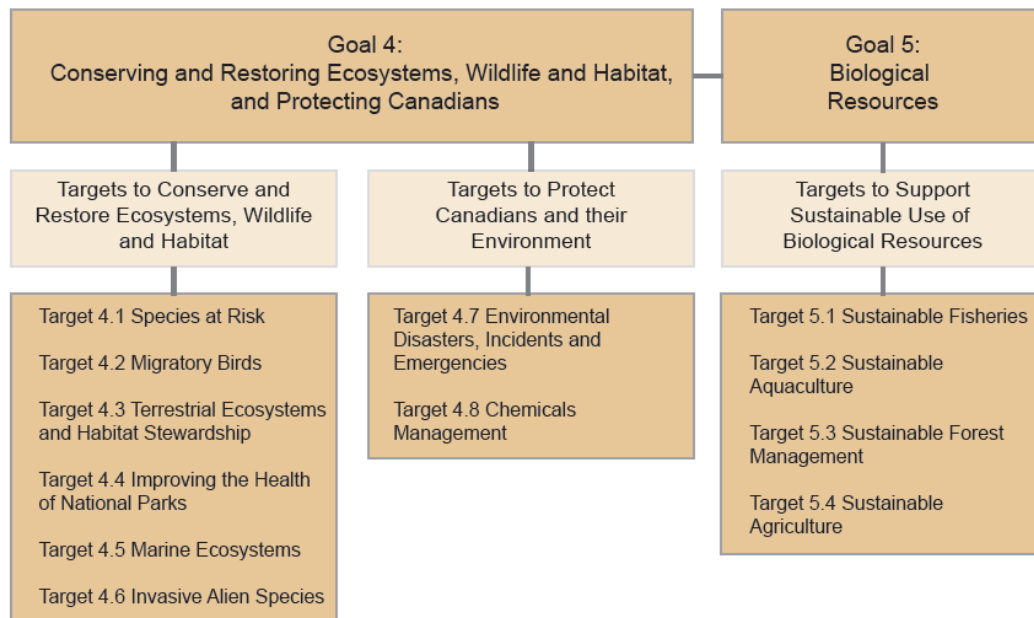 Goal 4:
Conserving and Restoring Ecosystems, Wildlife and Habitat,
and Protecting Canadians
Goal 5:
Biological
Resources
Targets to Conserve and
Restore Ecosystems, Wildlife
and Habitat
Targets to Protect
Canadians and their
Environment
Targets to Support
Sustainable Use of
Biological Resources
Target 4.1 Species at Risk
Target 4.2 Migratory Birds
Target 4.3 Terrestrial Ecosystems
and Habitat Stewardship
Target 4.4 Improving the Health
of National Parks
Target 4.5 Marine Ecosystems
Target 4.6 Invasive Alien Species
Target 4.7 Environmental
Disasters, Incidents and
Emergencies
Target 4.8 Chemicals
Management
Target 5.1 Sustainable Fisheries
Target 5.2 Sustainable
Aquaculture
Target 5.3 Sustainable Forest
Management
Target 5.4 Sustainable
Agriculture